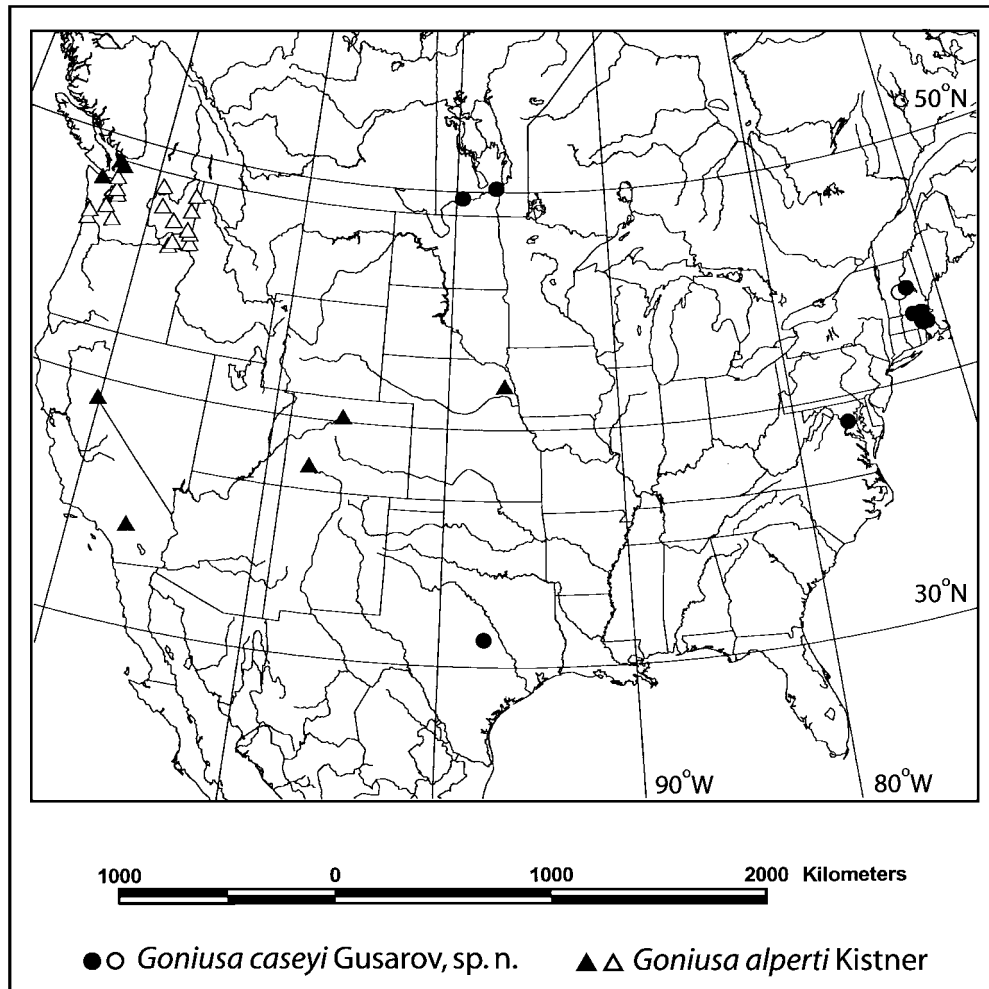 50°N
30°N
90°W
80°W
1000 0 1000 2000 Kilometers
Goniusa caseyi Gusarov, sp. n. Goniusa alperti Kistner